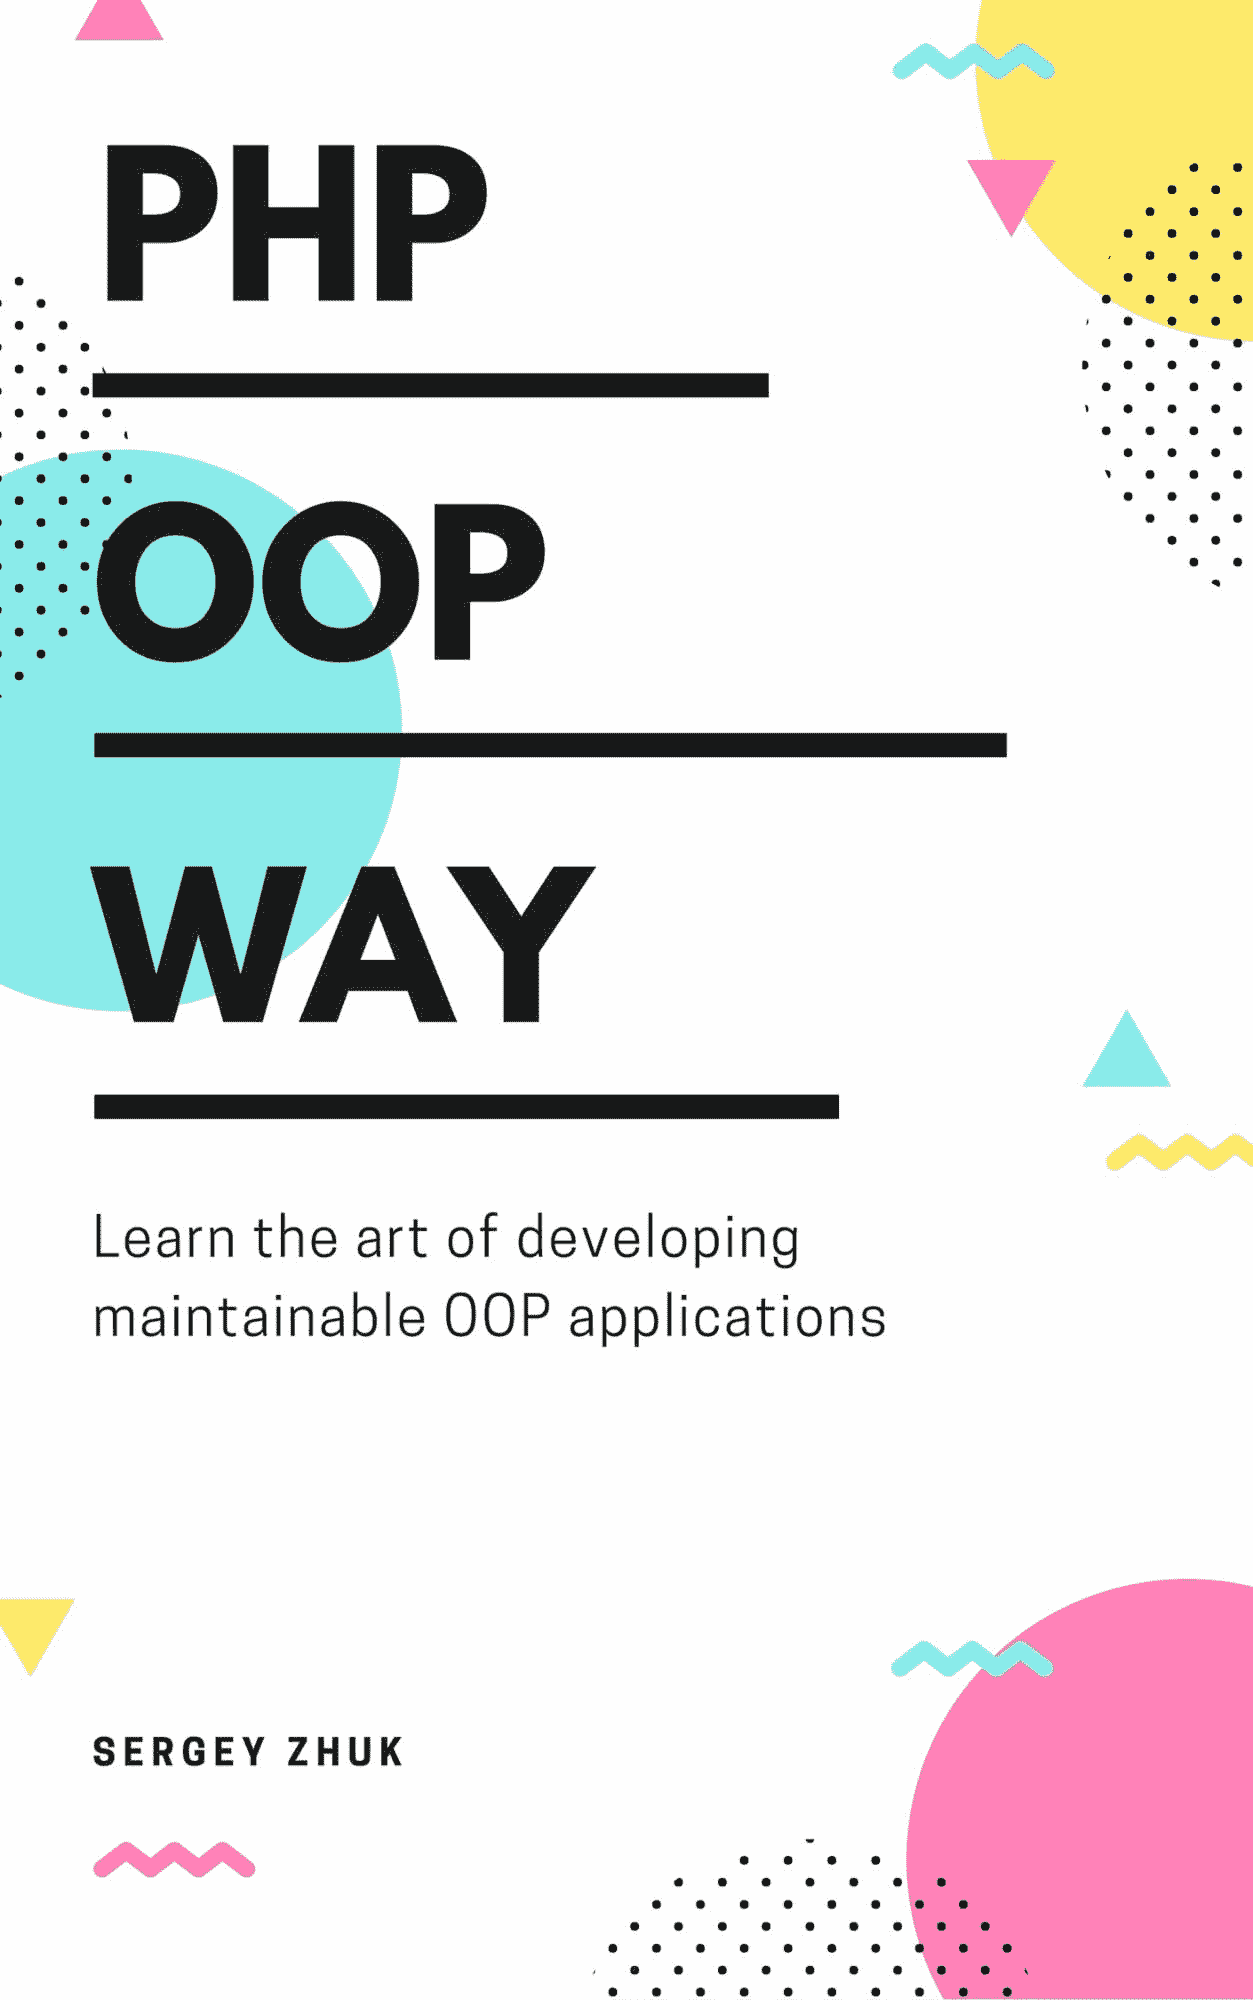 PHP
OOP
WAY
Learn the art of developing
maintainable OOP applications
SERGEY ZHUK